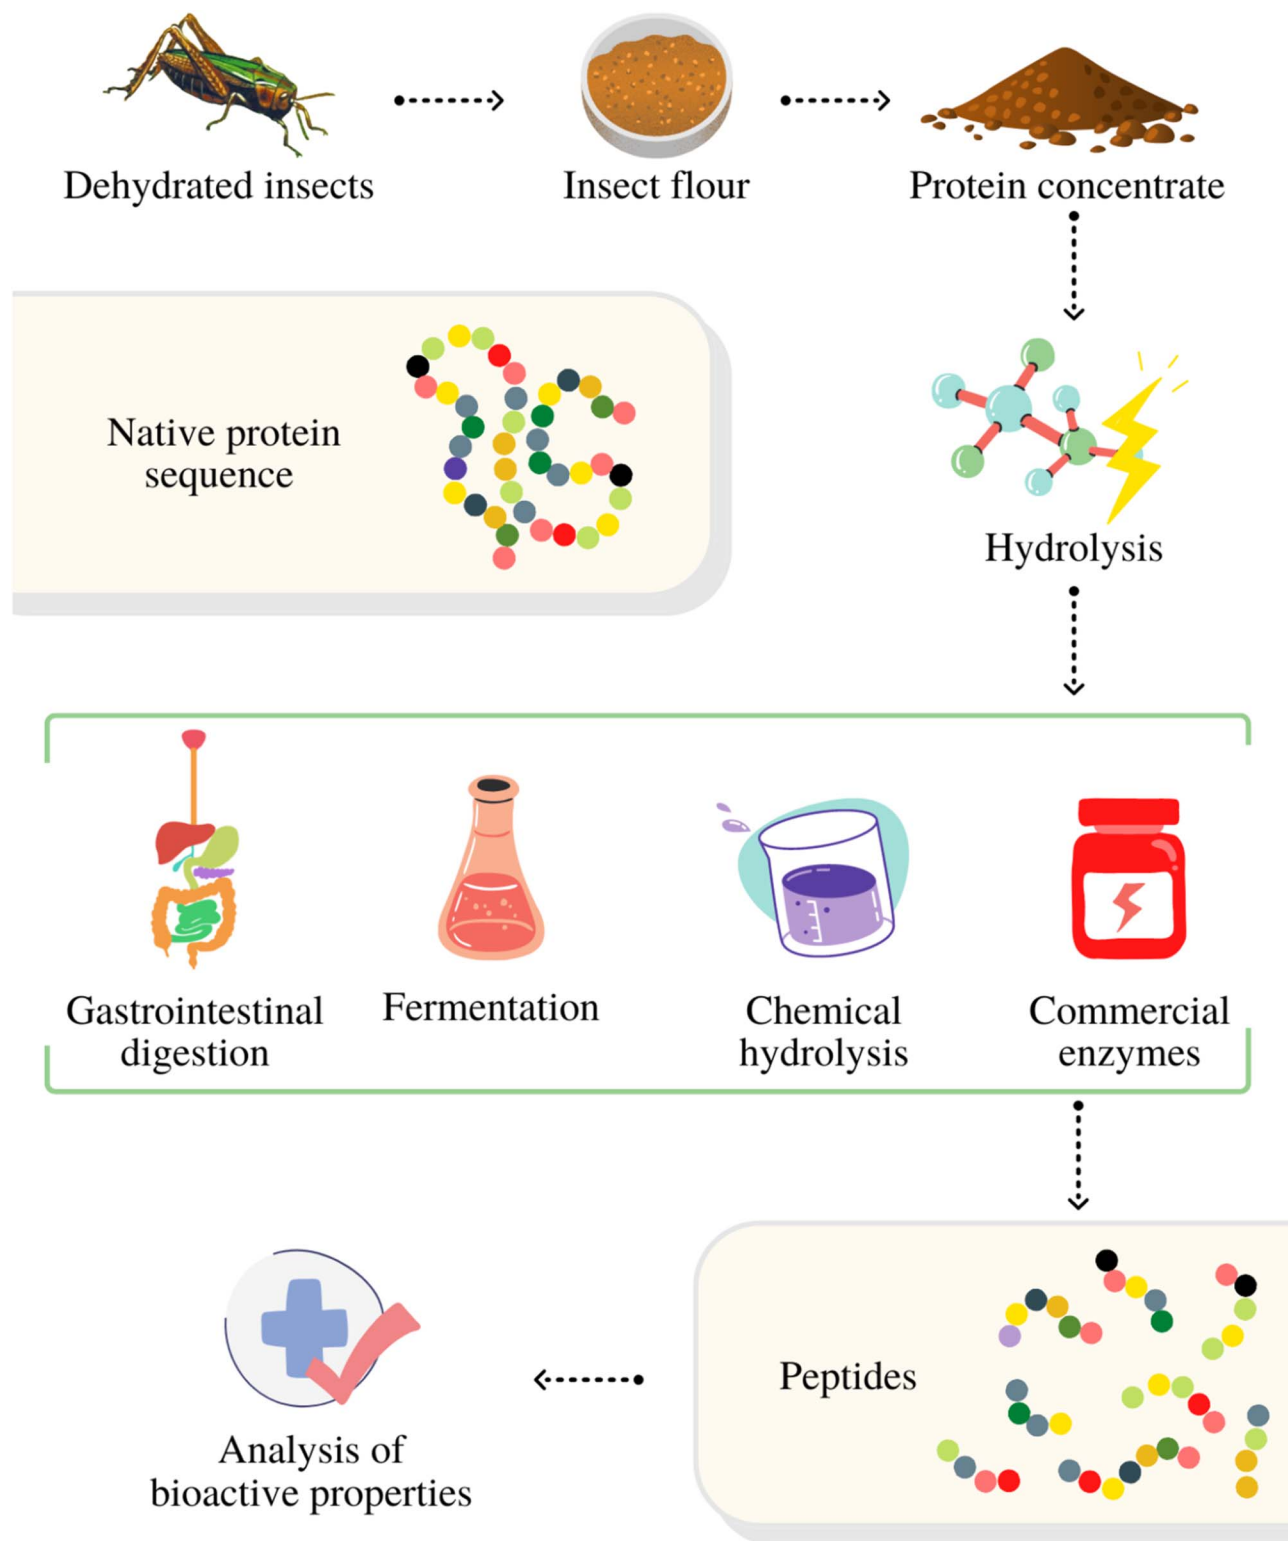 Dehydrated insects
Insect flour
Protein concentrate
Native protein
sequence
Hydrolysis
Gastrointestinal
digestion
Fermentation
Chemical
hydrolysis
Commercial
enzymes
Peptides
Analysis of
bioactive properties